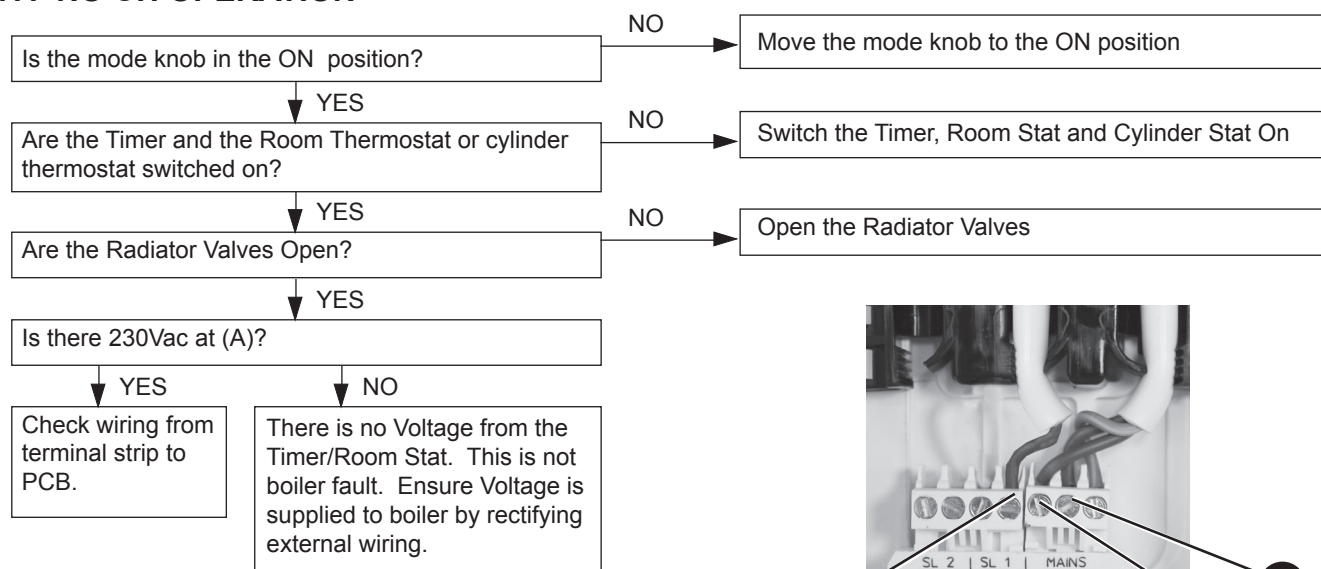 Is the mode knob in the ON position?
NO
Move the mode knob to the ON position
YES
Are the Timer and the Room Thermostat or cylinder
thermostat switched on?
NO
Switch the Timer, Room Stat and Cylinder Stat On
YES
Are the Radiator Valves Open?
NO
Open the Radiator Valves
YES
Is there 230Vac at (A)?
YES
NO
Check wiring from
terminal strip to
PCB.
There is no Voltage from the
Timer/Room Stat. This is not
boiler fault. Ensure Voltage is
supplied to boiler by rectifying
external wiring.
SL 2 | SL 1 | MAINS